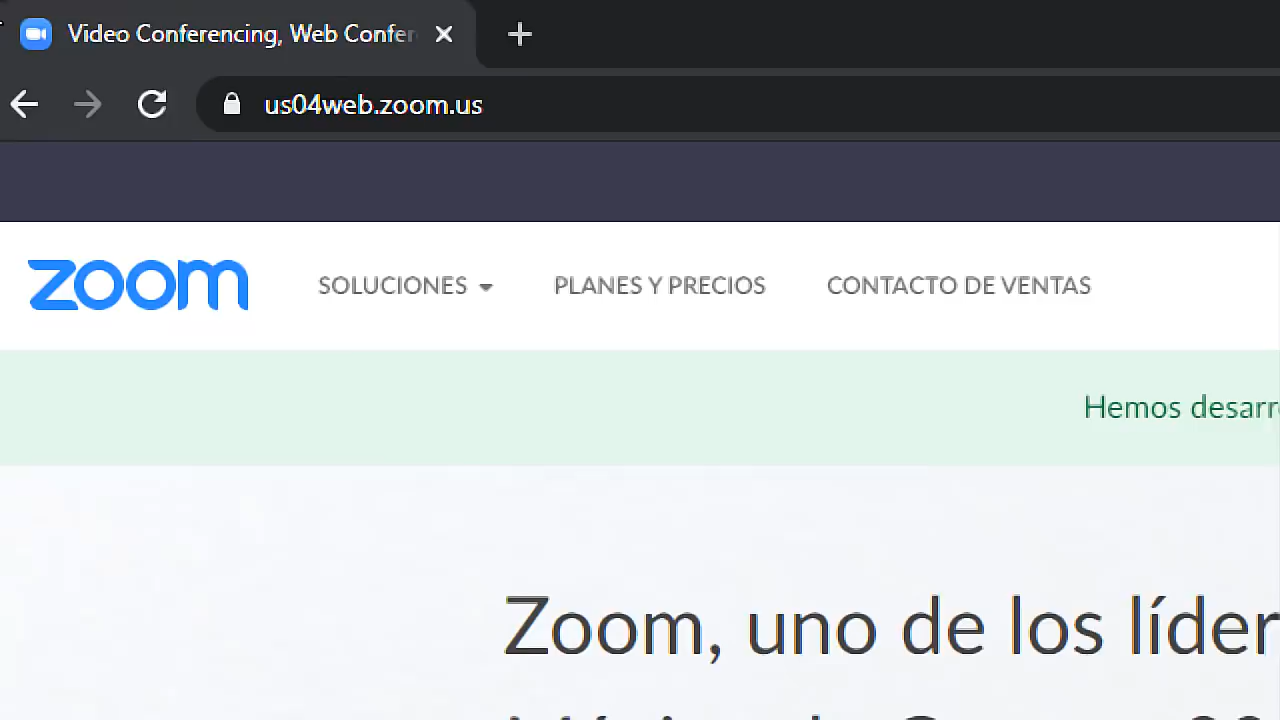 Video Conferencing, Web Confer
us04web.zoom.us
zoom
SOLUCIONES
PLANES Y PRECIOS
CONTACTO DE VENTAS
Hemos desarr
Zoom, uno de los líder